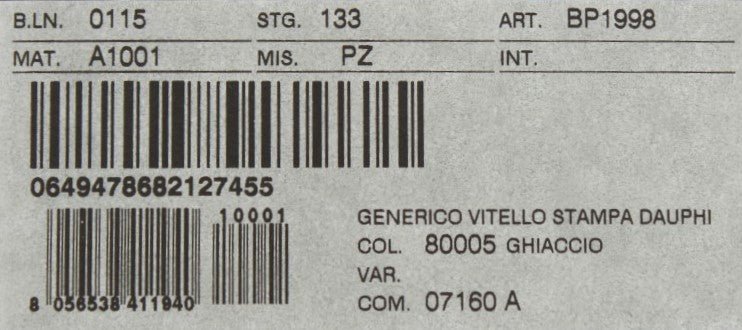 B.LN. 0115 STG. 133 ART. BP1998
MAT. A1001 MIS. PZ INT.
0649478682127455
10001
8 056538 411940
GENERICO VITELLO STAMPA DAUPHI
COL. 80005 GHIACCIO
VAR.
COM. 07160 A